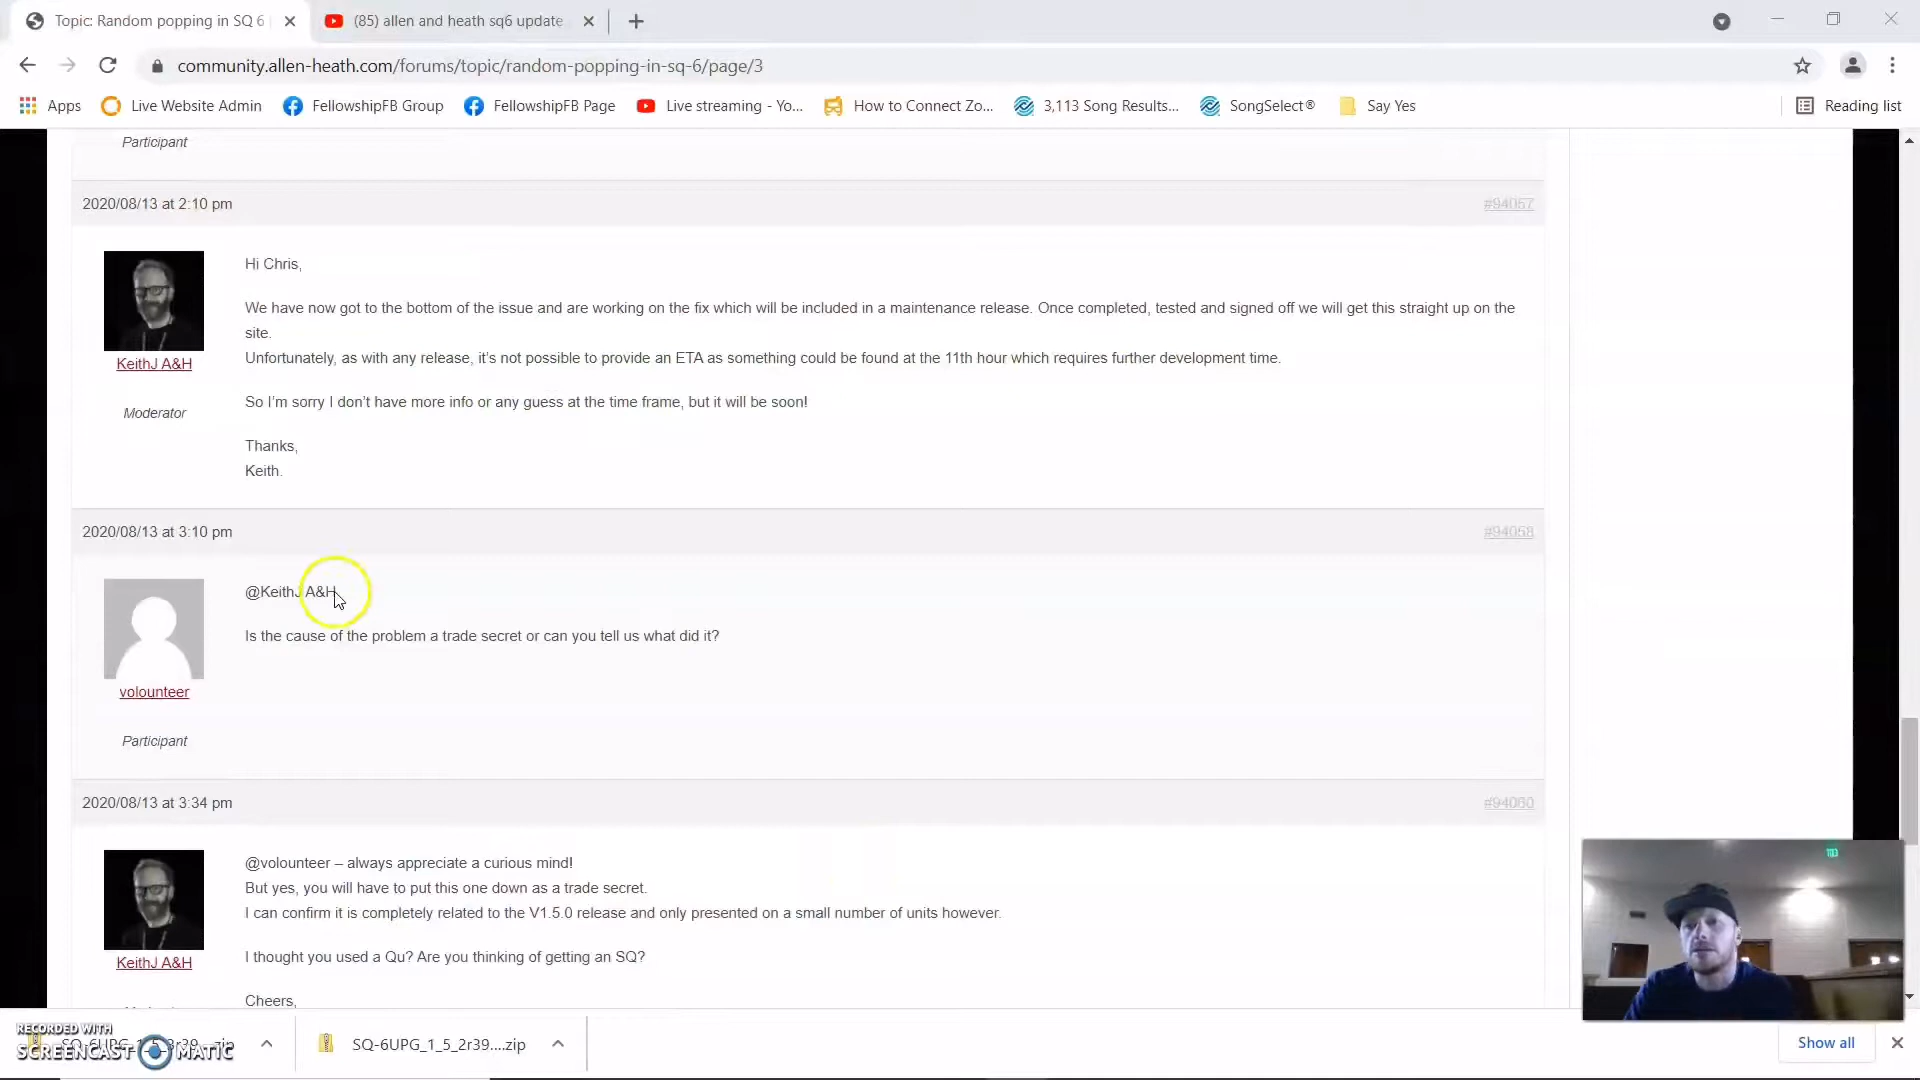 Topic: Random popping in SQ 6
(85) allen and heath sq6 update
community.allen-heath.com/forums/topic/random-popping-in-sq-6/page/3
Apps
Live Website Admin
FellowshipFB Group
FellowshipFB Page
Live streaming - Yo...
How to Connect Zo...
3,113 Song Results...
SongSelect®
Say Yes
Reading list
Participant
2020/08/13 at 2:10 pm
#94057
Hi Chris,
We have now got to the bottom of the issue and are working on the fix which will be included in a maintenance release. Once completed, tested and signed off we will get this straight up on the
site.
Unfortunately, as with any release, it's not possible to provide an ETA as something could be found at the 11th hour which requires further development time.
So I'm sorry I don't have more info or any guess at the time frame, but it will be soon!
Thanks,
Keith.
KeithJ A&H
Moderator
2020/08/13 at 3:10 pm
#94058
@KeithJ A&H
Is the cause of the problem a trade secret or can you tell us what did it?
volounteer
Participant
2020/08/13 at 3:34 pm
#94060
@volounteer – always appreciate a curious mind!
But yes, you will have to put this one down as a trade secret.
I can confirm it is completely related to the V1.5.0 release and only presented on a small number of units however.
I thought you used a Qu? Are you thinking of getting an SQ?
Cheers,
KeithJ A&H
RECORDED WITH
SCREENCAST MATIC
SQ-6UPG_1_5_2r39....zip
Show all